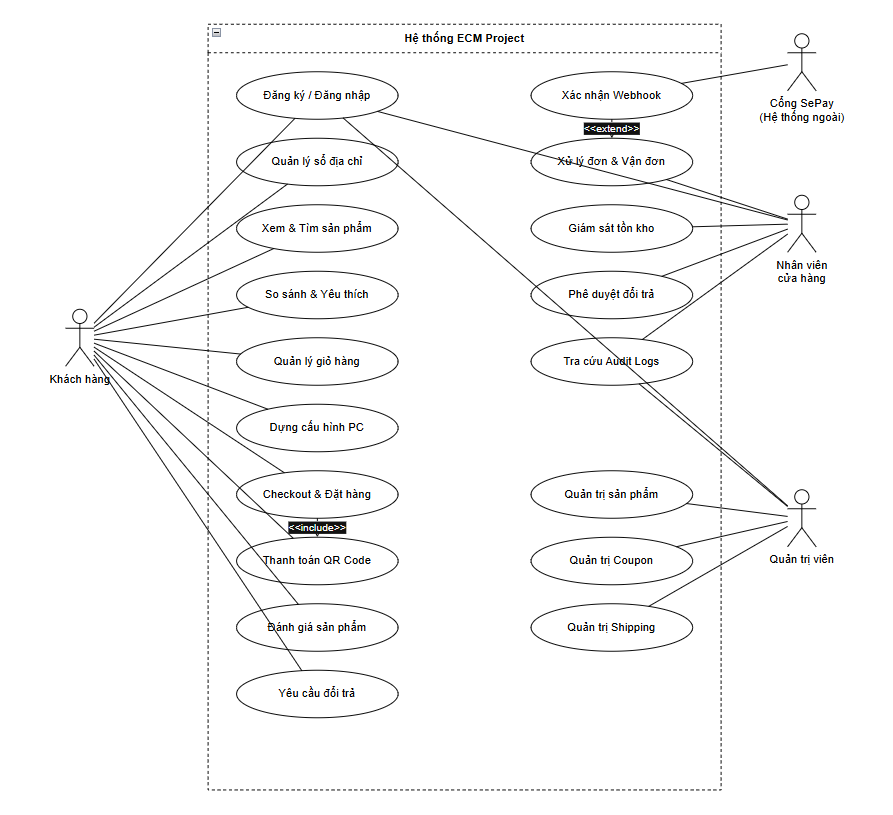 Hệ thống ECM Project
Cổng SePay
(Hệ thống ngoài)
Đăng ký / Đăng nhập
Xác nhận Webhook
<<extend>>
Quản lý sổ địa chỉ
Xử lý đơn & Vận đơn
Xem & Tìm sản phẩm
Giám sát tồn kho
Nhân viên
cửa hàng
So sánh & Yêu thích
Phê duyệt đổi trả
Khách hàng
Quản lý giỏ hàng
Tra cứu Audit Logs
Dựng cấu hình PC
Checkout & Đặt hàng
Quản trị sản phẩm
<<include>>
Thanh toán QR Code
Quản trị Coupon
Quản trị viên
Đánh giá sản phẩm
Quản trị Shipping
Yêu cầu đổi trả